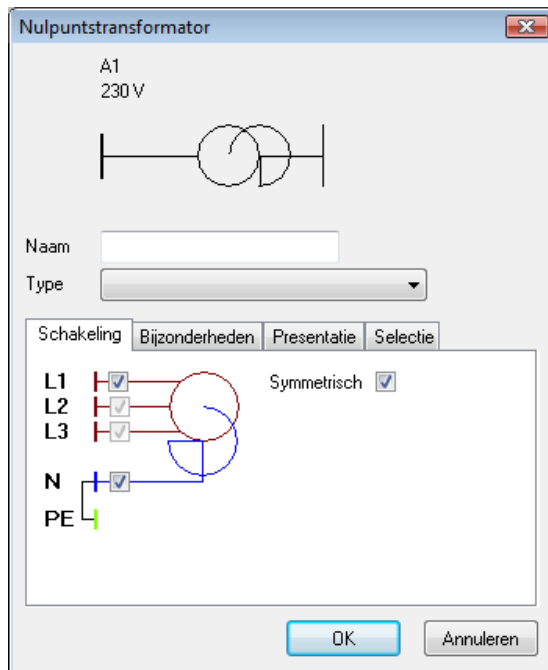 Nulpuntstransformator
A1
230 V
Naam
Type
Schakeling Bijzonderheden Presentatie Selectie
L1 Symmetrisch
L2
L3
N
PE
OK Annuleren